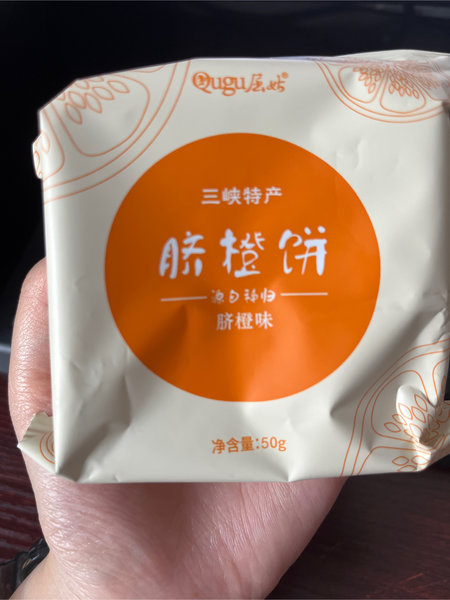 Qugu屈姑®
三峡特产
脐橙饼
源自秭归
脐橙味
净含量:50g